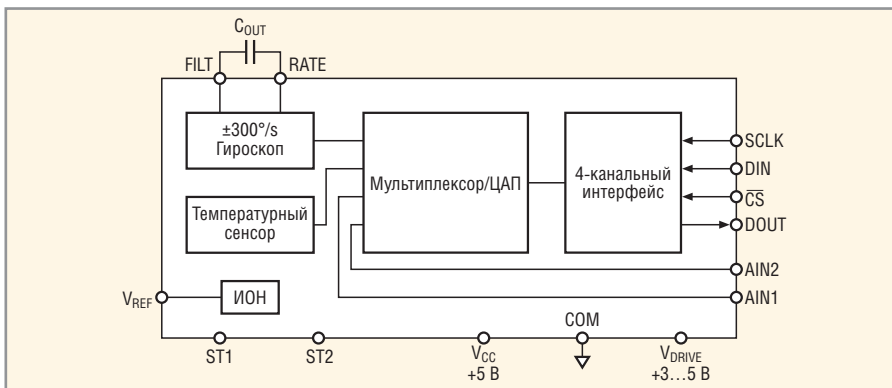 C_OUT
FILT
RATE
±300°/s
Гироскоп
Температурный
сенсор
Мультиплексор/ЦАП
4-канальный
интерфейс
SCLK
DIN
C̅S̅
DOUT
AIN2
AIN1
V_REF
ИОН
ST1
ST2
V_CC
+5 В
COM
V_DRIVE
+3...5 В